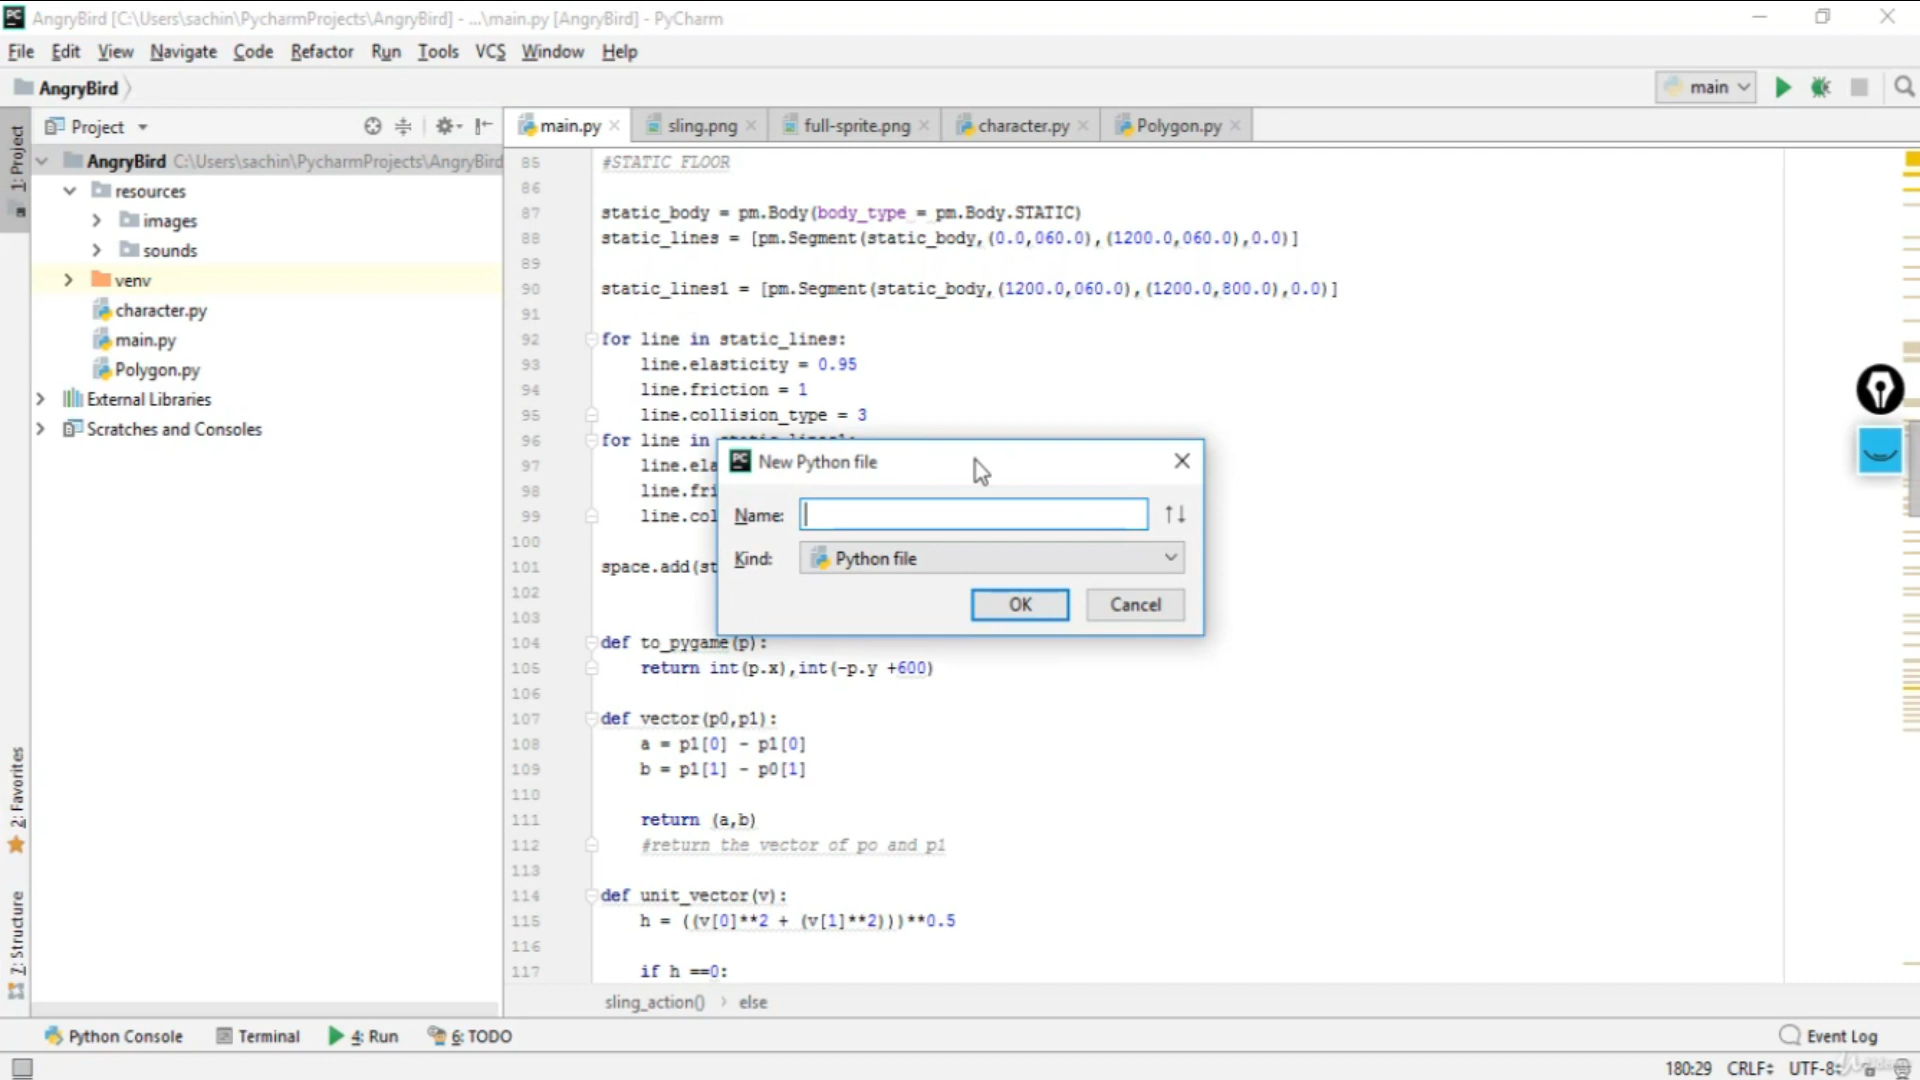 AngryBird [C:\Users\sachin\PycharmProjects\AngryBird] - ...\main.py [AngryBird] - PyCharm
File Edit View Navigate Code Refactor Run Tools VCS Window Help
AngryBird
main
1: Project
Project
main.py
sling.png
full-sprite.png
character.py
Polygon.py
AngryBird C:\Users\sachin\PycharmProjects\AngryBird
resources
images
sounds
venv
character.py
main.py
Polygon.py
External Libraries
Scratches and Consoles
2: Favorites
7: Structure
85 #STATIC FLOOR
86
87 static_body = pm.Body(body_type = pm.Body.STATIC)
88 static_lines = [pm.Segment(static_body,(0.0,060.0),(1200.0,060.0),0.0)]
89
90 static_lines1 = [pm.Segment(static_body,(1200.0,060.0),(1200.0,800.0),0.0)]
91
92 for line in static_lines:
93 line.elasticity = 0.95
94 line.friction = 1
95 line.collision_type = 3
96 for line in
97 line.ela
98 line.fri
99 line.col
100
101 space.add(st
102
103
104 def to_pygame(p):
105 return int(p.x),int(-p.y +600)
106
107 def vector(p0,p1):
108 a = p1[0] - p1[0]
109 b = p1[1] - p0[1]
110
111 return (a,b)
112 #return the vector of po and p1
113
114 def unit_vector(v):
115 h = ((v[0]**2 + (v[1]**2)))**0.5
116
117 if h ==0:
New Python file
Name:
Kind: Python file
OK Cancel
sling_action() › else
Python Console Terminal 4: Run 6: TODO Event Log
180:29 CRLF UTF-8